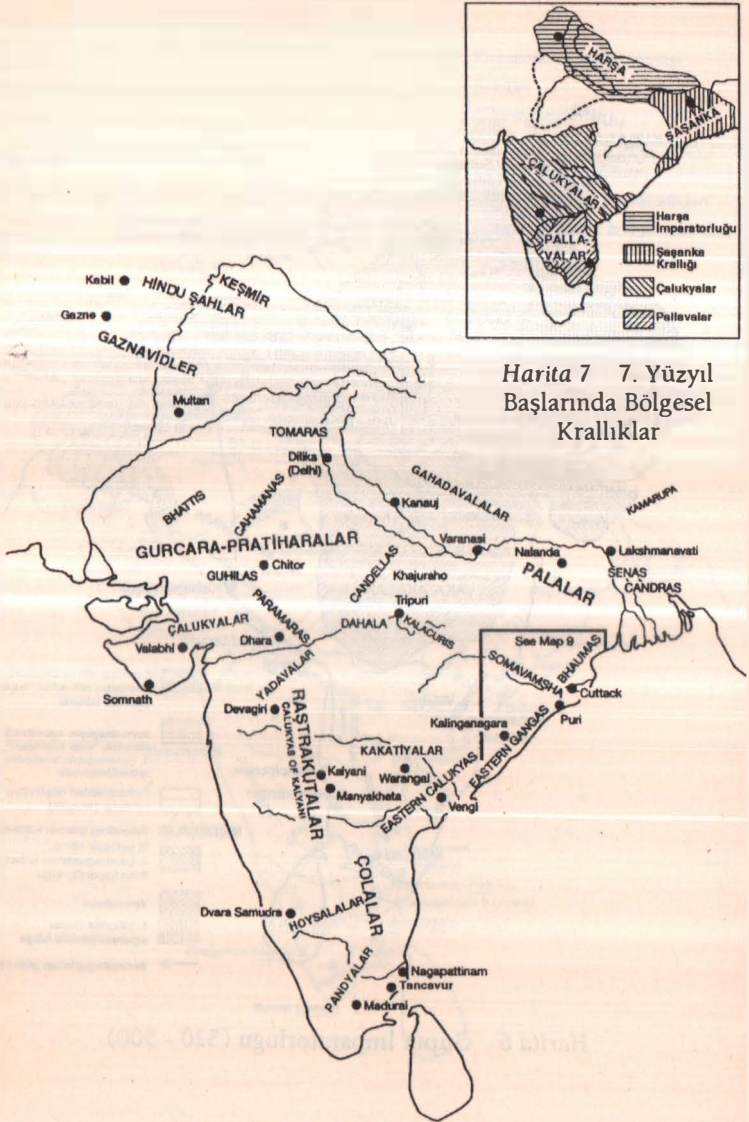 HARŞA
ŞAŞANKA
ÇALUKYALAR
PALLA-
VALAR
Harşa
İmparatorluğu
Şaşanka
Krallığı
Çalukyalar
Pallavalar
Harita 7 7. Yüzyıl
Başlarında Bölgesel
Krallıklar
Kabil
HİNDU ŞAHLAR
KEŞMİR
Gazne
GAZNAVİDLER
Multan
TOMARAS
Dilika
(Delhi)
BHATTIS
CAHAMANAS
GAHADAVALALAR
Kanauj
KAMARUPA
GURCARA-PRATİHARALAR
Varanasi
Nalanda
Lakshmanavati
GUHILAS
Chitor
CANDELLAS
Khajuraho
PALALAR
SENAS
CANDRAS
PARAMARAS
Tripuri
ÇALUKYALAR
DAHALA
KALACURIS
Valabhi
Dhara
See Map 9
YADAVALAR
SOMAVAMSHA
BHAUMAS
Somnath
Cuttack
Devagiri
RAŞTRAKUTALAR
CALUKYAS OF KALYANI
Puri
Kalinganagara
EASTERN GANGAS
KAKATİYALAR
Kalyani
Warangal
EASTERN CALUKYAS
Manyakheta
Vengi
ÇOLALAR
Dvara Samudra
HOYSALALAR
PANDYALAR
Nagapattinam
Tancavur
Madurai
Harita 6 Gupta İmparatorluğu (320 - 500)